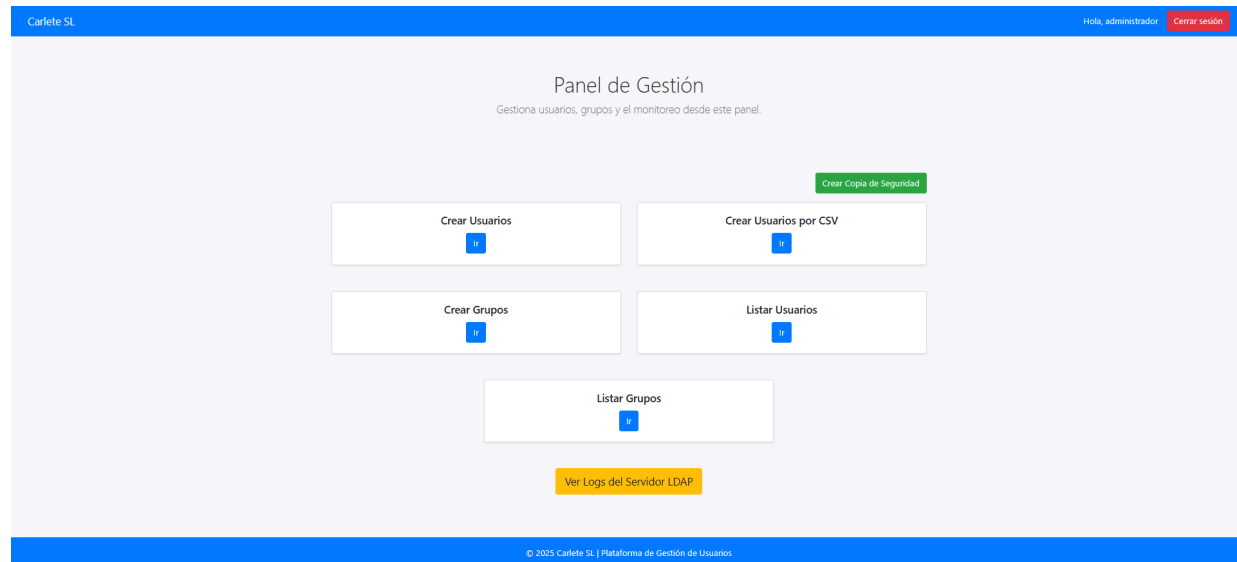 Carlete SL
Hola, administrador
Cerrar sesión
Panel de Gestión
Gestiona usuarios, grupos y el monitoreo desde este panel.
Crear Copia de Seguridad
Crear Usuarios
Ir
Crear Usuarios por CSV
Ir
Crear Grupos
Ir
Listar Usuarios
Ir
Listar Grupos
Ir
Ver Logs del Servidor LDAP
© 2025 Carlete SL | Plataforma de Gestión de Usuarios